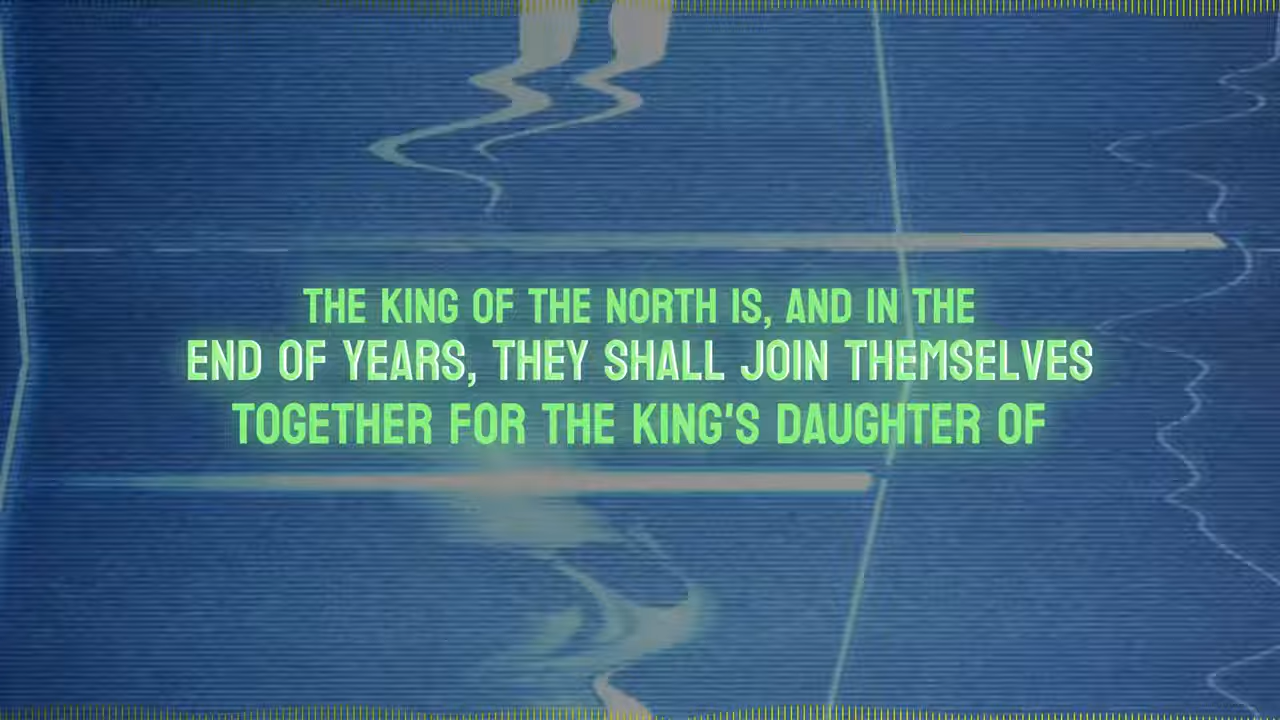 THE KING OF THE NORTH IS, AND IN THE
END OF YEARS, THEY SHALL JOIN THEMSELVES
TOGETHER FOR THE KING'S DAUGHTER OF